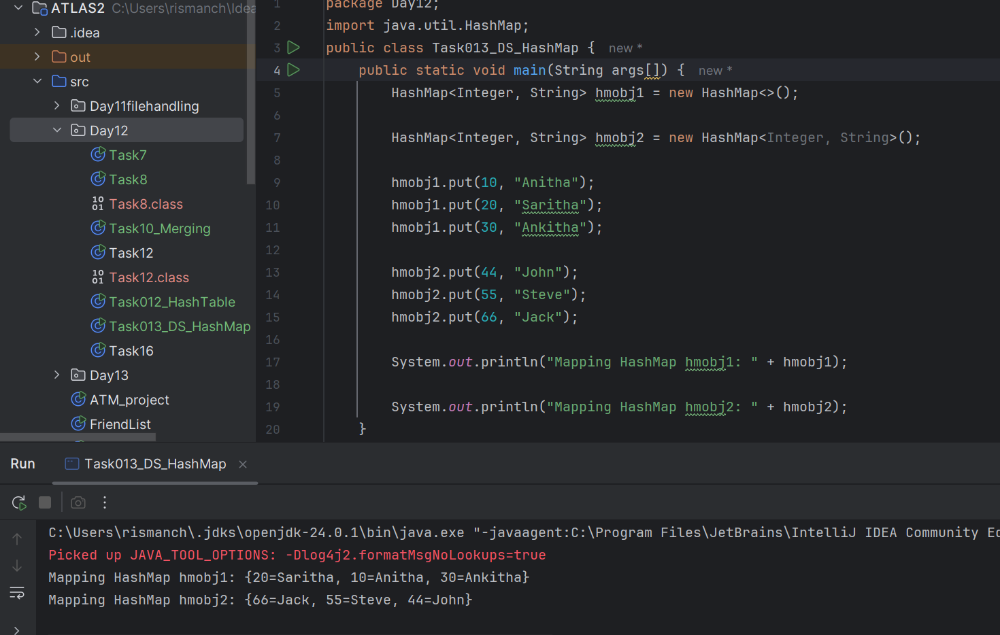 ATLAS2 C:\Users\rismanch\Idea
.idea
out
src
Day11filehandling
Day12
Task7
Task8
Task8.class
Task10_Merging
Task12
Task12.class
Task012_HashTable
Task013_DS_HashMap
Task16
Day13
ATM_project
FriendList
1 package Day12;
2 import java.util.HashMap;
3 public class Task013_DS_HashMap { new *
4 public static void main(String args[]) { new *
5 HashMap<Integer, String> hmobj1 = new HashMap<>();
6
7 HashMap<Integer, String> hmobj2 = new HashMap<Integer, String>();
8
9 hmobj1.put(10, "Anitha");
10 hmobj1.put(20, "Saritha");
11 hmobj1.put(30, "Ankitha");
12
13 hmobj2.put(44, "John");
14 hmobj2.put(55, "Steve");
15 hmobj2.put(66, "Jack");
16
17 System.out.println("Mapping HashMap hmobj1: " + hmobj1);
18
19 System.out.println("Mapping HashMap hmobj2: " + hmobj2);
20 }
Run Task013_DS_HashMap
C:\Users\rismanch\.jdks\openjdk-24.0.1\bin\java.exe "-javaagent:C:\Program Files\JetBrains\IntelliJ IDEA Community Ed
Picked up JAVA_TOOL_OPTIONS: -Dlog4j2.formatMsgNoLookups=true
Mapping HashMap hmobj1: {20=Saritha, 10=Anitha, 30=Ankitha}
Mapping HashMap hmobj2: {66=Jack, 55=Steve, 44=John}